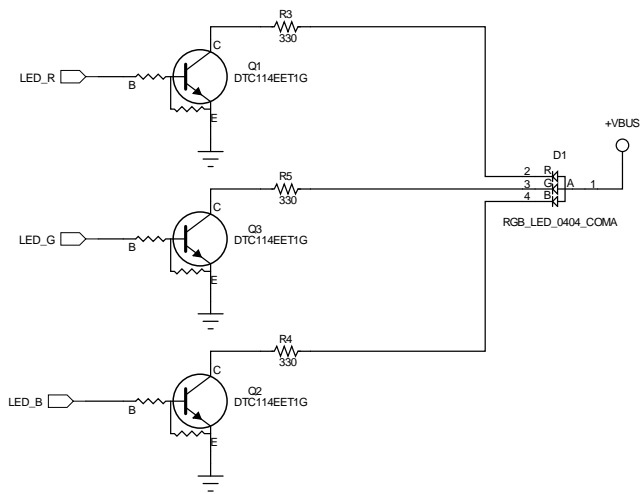 R3
330
C
Q1
DTC114EET1G
LED_R
B
E
+VBUS
D1
2 R
3 G A 1
4 B
RGB_LED_0404_COMA
R5
330
C
Q3
DTC114EET1G
LED_G
B
E
R4
330
C
Q2
DTC114EET1G
LED_B
B
E